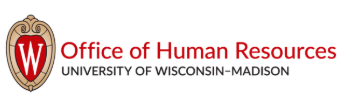 W
Office of Human Resources
UNIVERSITY OF WISCONSIN–MADISON